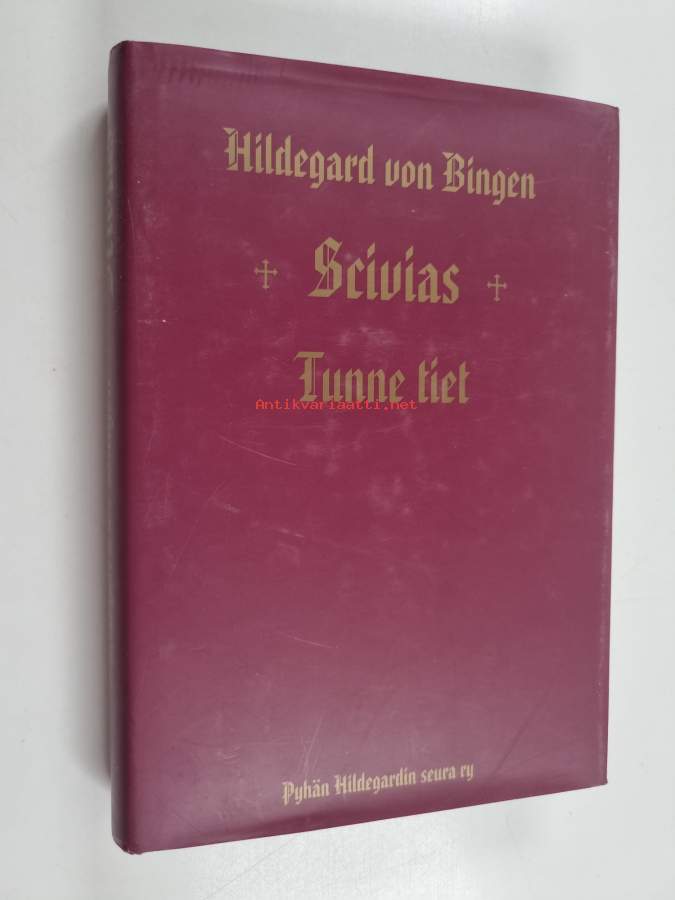 Hildegard von Bingen
Scivias
Tunne tiet
Antikvariaatti.net
Pyhän Hildegardin seura ry